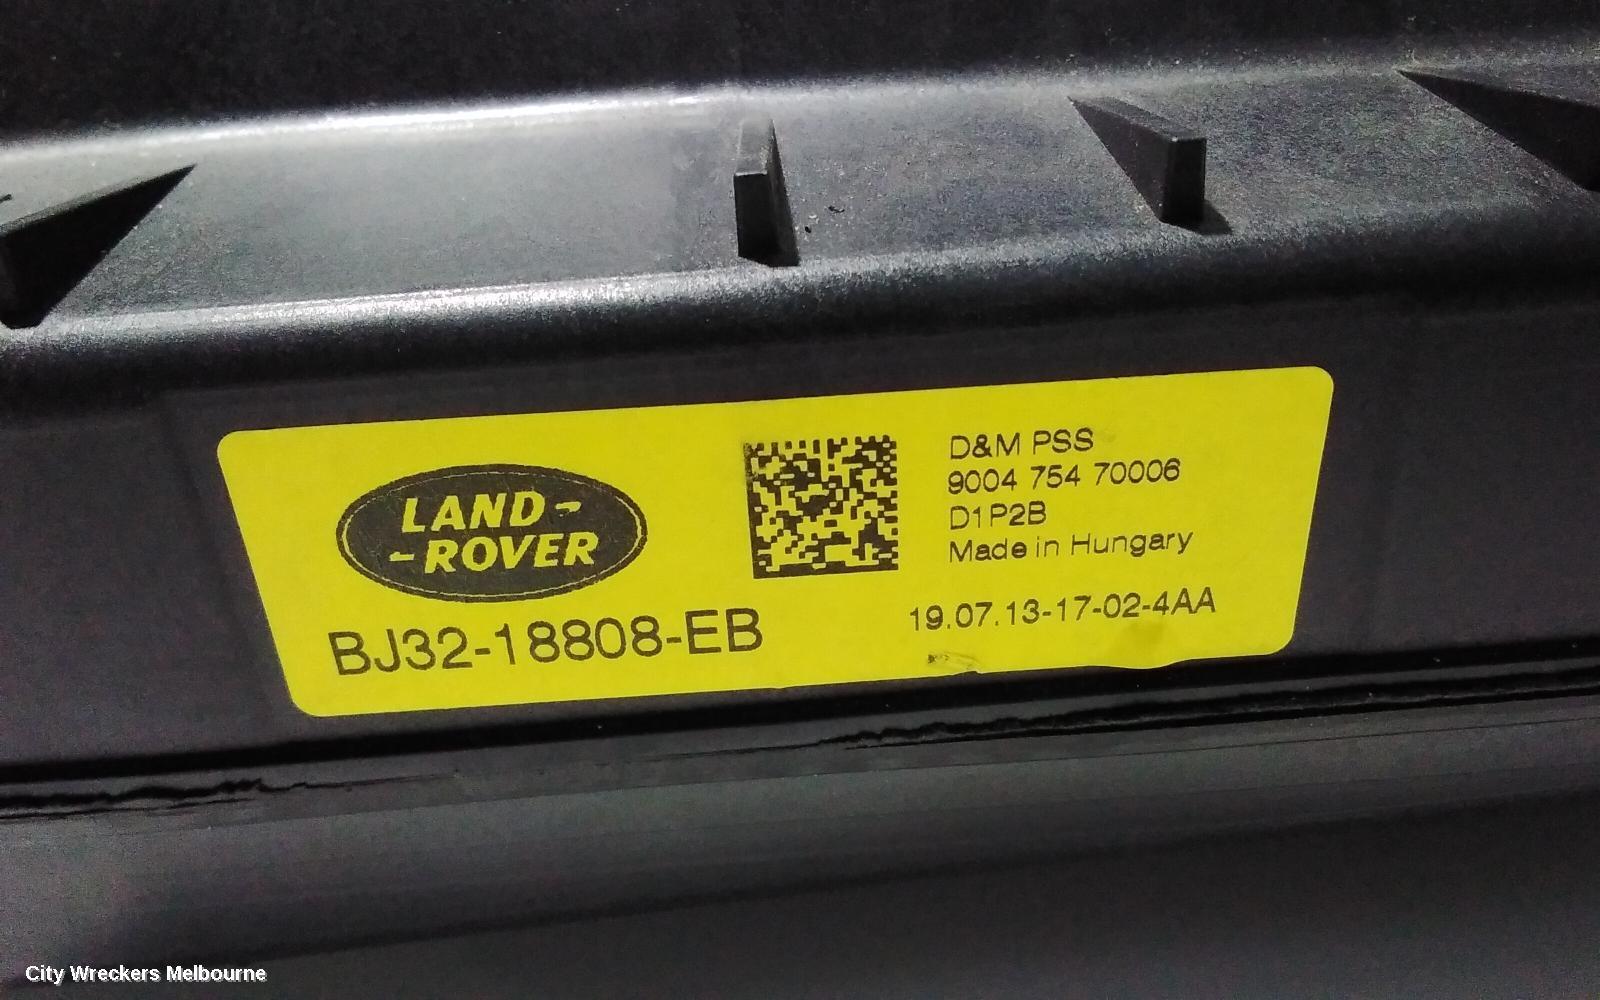 LAND-
-ROVER
BJ32-18808-EB
D&M PSS
9004 754 70006
D1P2B
Made in Hungary
19.07.13-17-02-4AA
City Wreckers Melbourne